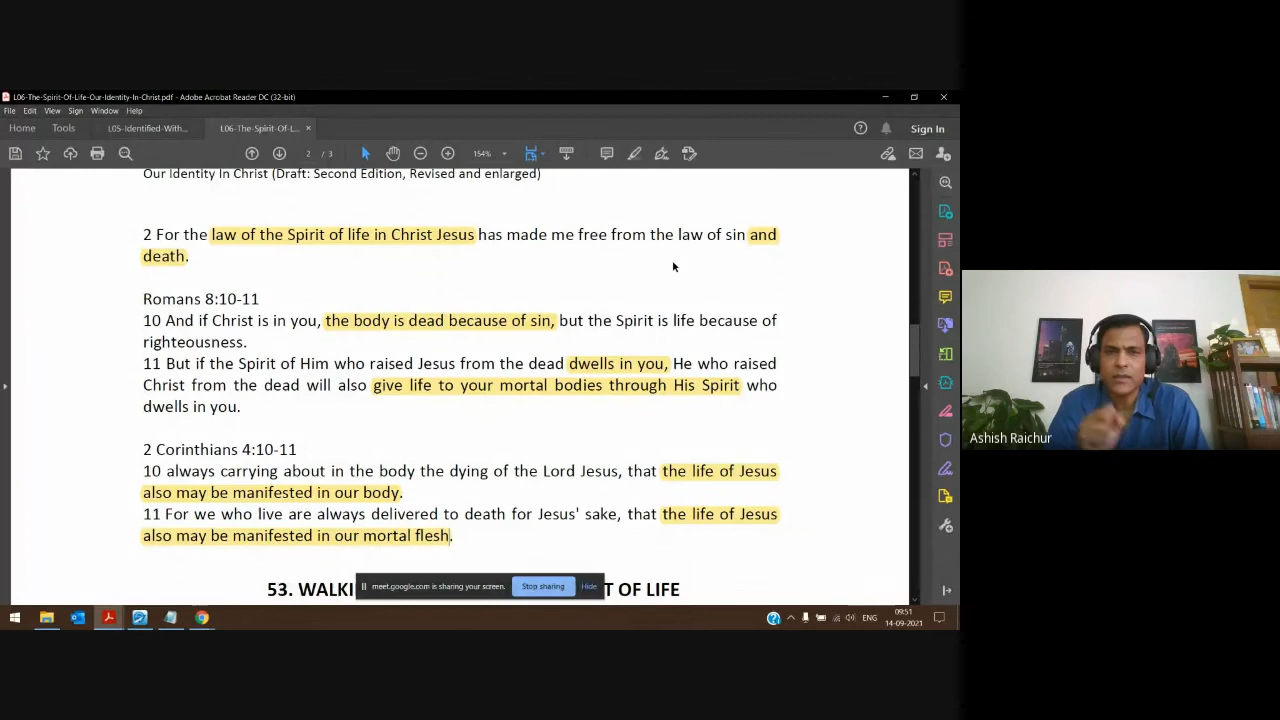 L06-The-Spirit-Of-Life-Our-Identity-In-Christ.pdf - Adobe Acrobat Reader DC (32-bit)
File Edit View Sign Window Help
Home Tools L05-Identified-With... L06-The-Spirit-Of-L... × Sign In
2 / 3 154%
Our Identity In Christ (Draft: Second Edition, Revised and enlarged)
2 For the law of the Spirit of life in Christ Jesus has made me free from the law of sin and
death.
Romans 8:10-11
10 And if Christ is in you, the body is dead because of sin, but the Spirit is life because of
righteousness.
11 But if the Spirit of Him who raised Jesus from the dead dwells in you, He who raised
Christ from the dead will also give life to your mortal bodies through His Spirit who
dwells in you.
Ashish Raichur
2 Corinthians 4:10-11
10 always carrying about in the body the dying of the Lord Jesus, that the life of Jesus
also may be manifested in our body.
11 For we who live are always delivered to death for Jesus' sake, that the life of Jesus
also may be manifested in our mortal flesh.
53. WALKI T OF LIFE
meet.google.com is sharing your screen. Stop sharing Hide
ENG 09:51
14-09-2021